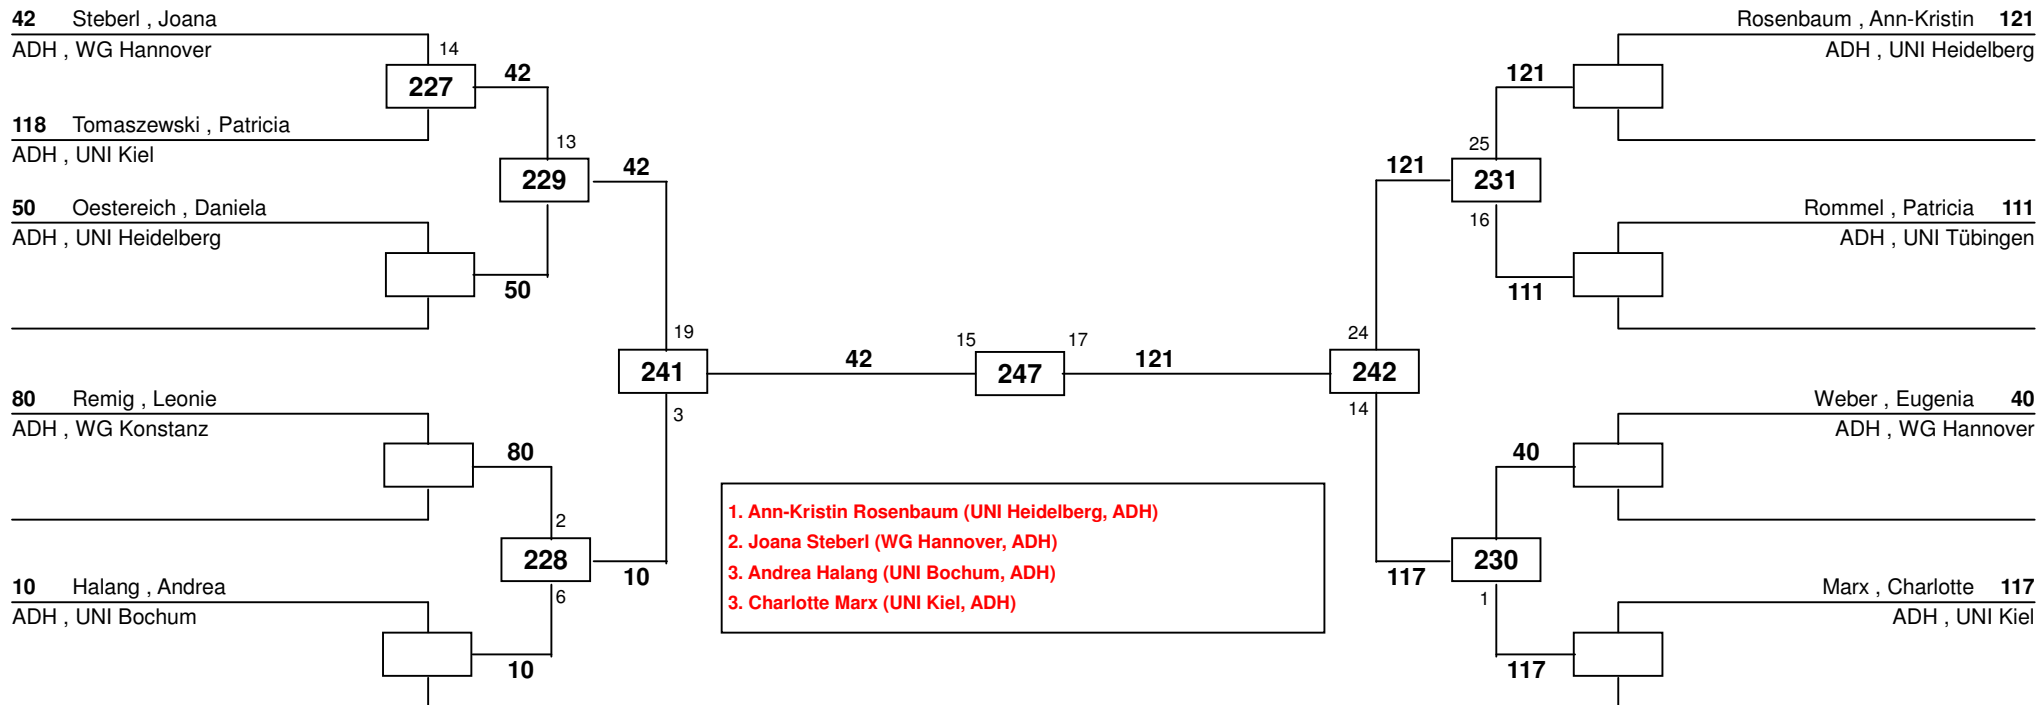 42 Steberl , Joana
ADH , WG Hannover
14
227
42
118 Tomaszewski , Patricia
ADH , UNI Kiel
13
229
42
50 Oestereich , Daniela
ADH , UNI Heidelberg
50
19
241
42
3
80 Remig , Leonie
ADH , WG Konstanz
80
2
228
10
6
10 Halang , Andrea
ADH , UNI Bochum
10
15
247
17
121
1. Ann-Kristin Rosenbaum (UNI Heidelberg, ADH)
2. Joana Steberl (WG Hannover, ADH)
3. Andrea Halang (UNI Bochum, ADH)
3. Charlotte Marx (UNI Kiel, ADH)
Rosenbaum , Ann-Kristin 121
ADH , UNI Heidelberg
121
25
121
231
16
Rommel , Patricia 111
ADH , UNI Tübingen
111
24
242
14
Weber , Eugenia 40
ADH , WG Hannover
40
117
230
1
Marx , Charlotte 117
ADH , UNI Kiel
117